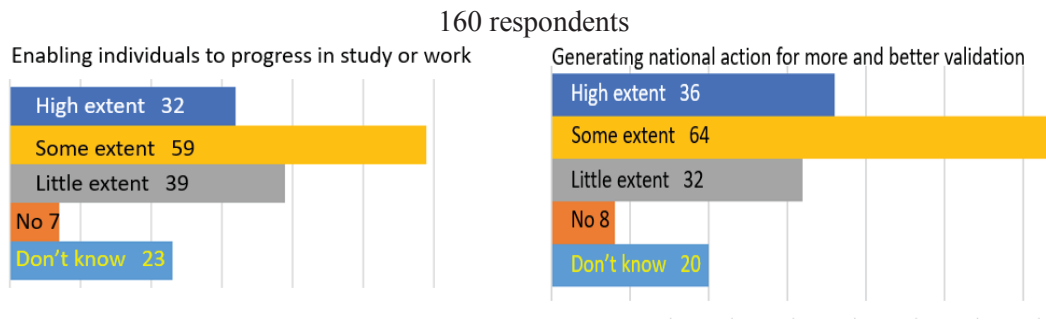 160 respondents
Enabling individuals to progress in study or work
High extent 32
Some extent 59
Little extent 39
No 7
Don't know 23
Generating national action for more and better validation
High extent 36
Some extent 64
Little extent 32
No 8
Don't know 20